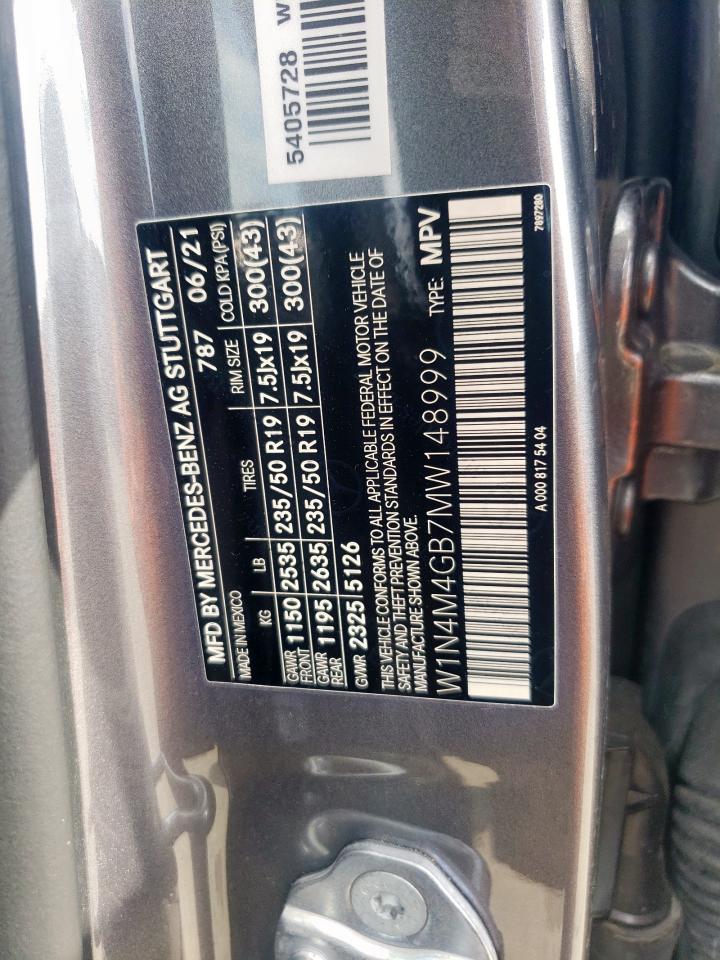 5405728 W
MFD BY MERCEDES-BENZ AG STUTTGART
MADE IN MEXICO 787 06/21
KG LB TIRES RIM SIZE COLD KPA(PSI)
GAWR FRONT 1150 2535 235/50 R19 7.5Jx19 300(43)
GAWR REAR 1195 2635 235/50 R19 7.5Jx19 300(43)
GVWR 2325 5126
THIS VEHICLE CONFORMS TO ALL APPLICABLE FEDERAL MOTOR VEHICLE
SAFETY AND THEFT PREVENTION STANDARDS IN EFFECT ON THE DATE OF
MANUFACTURE SHOWN ABOVE.
W1N4M4GB7MW148999 TYPE: MPV
A 000 817 54 04 7897280